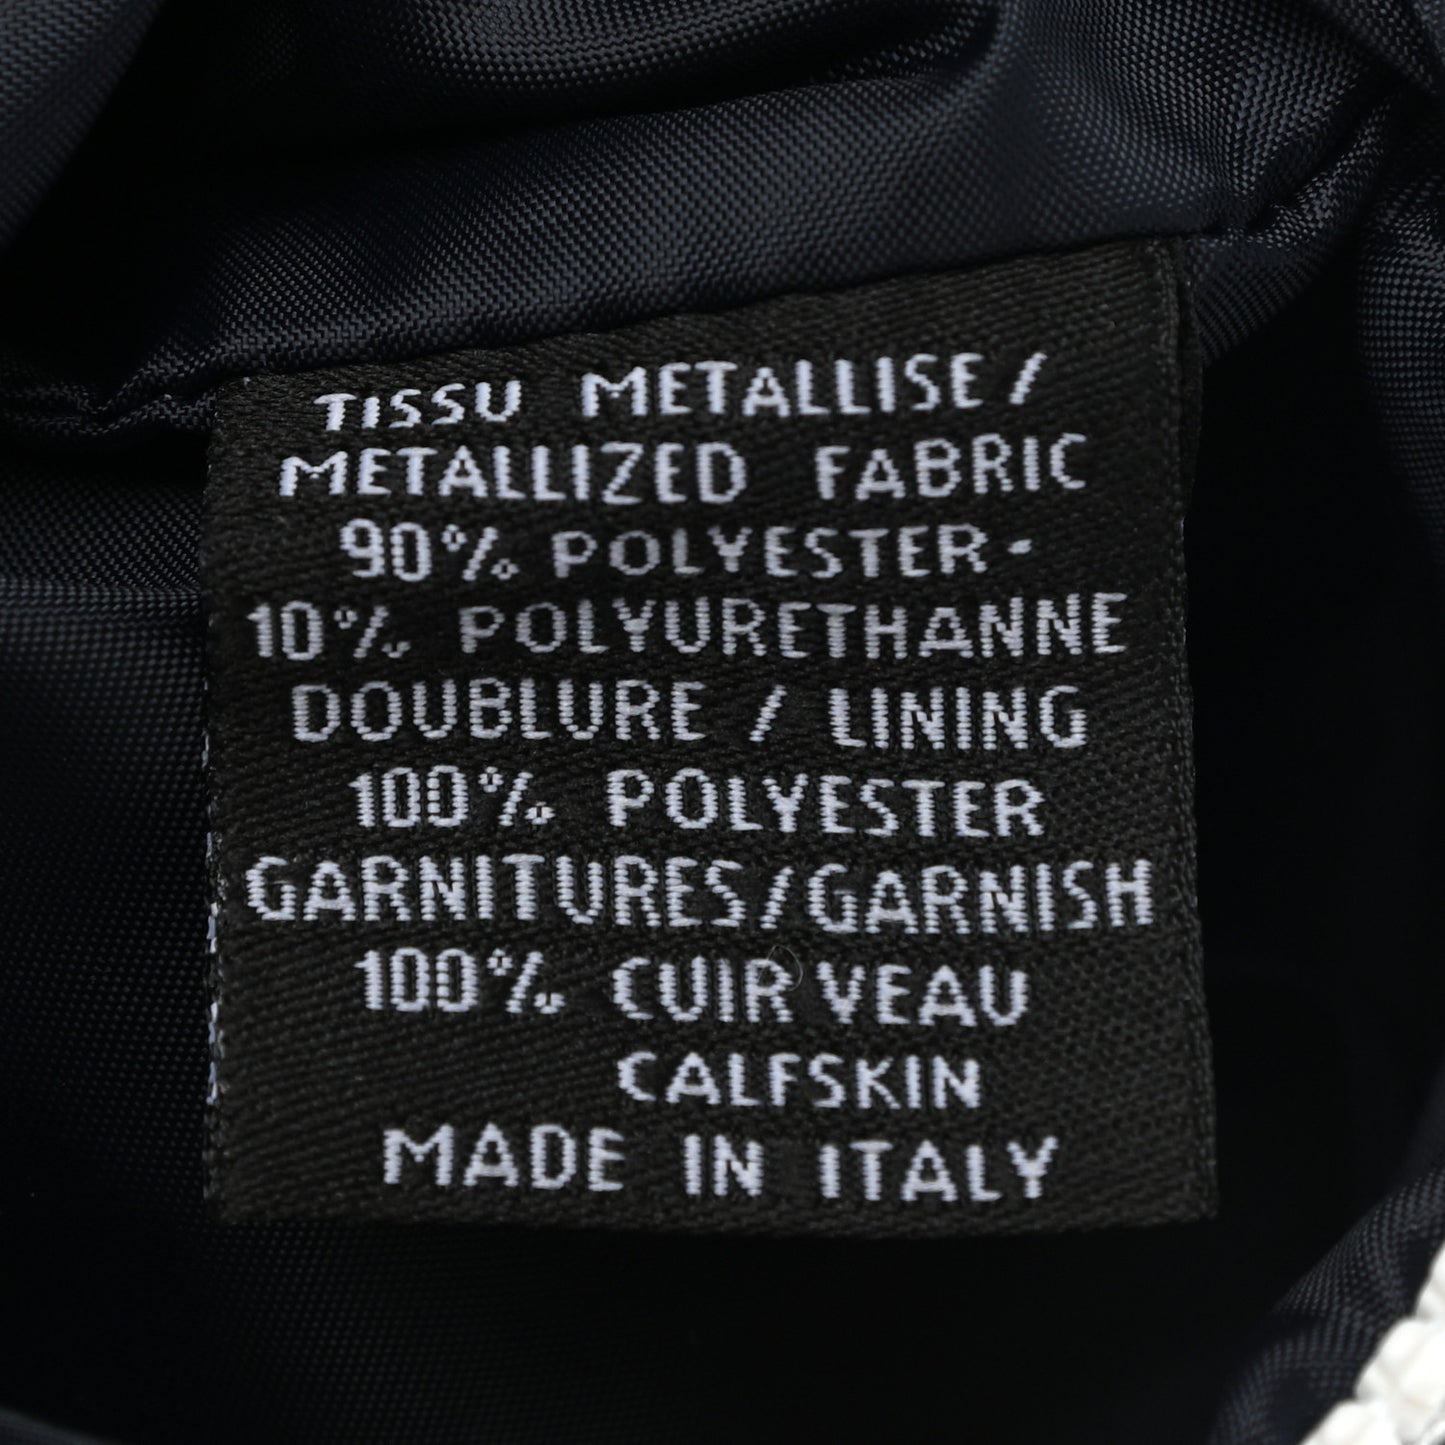 TISSU METALLISE /
METALLIZED FABRIC
90% POLYESTER -
10% POLYURETHANNE
DOUBLURE / LINING
100% POLYESTER
GARNITURES/GARNISH
100% CUIR VEAU
CALFSKIN
MADE IN ITALY